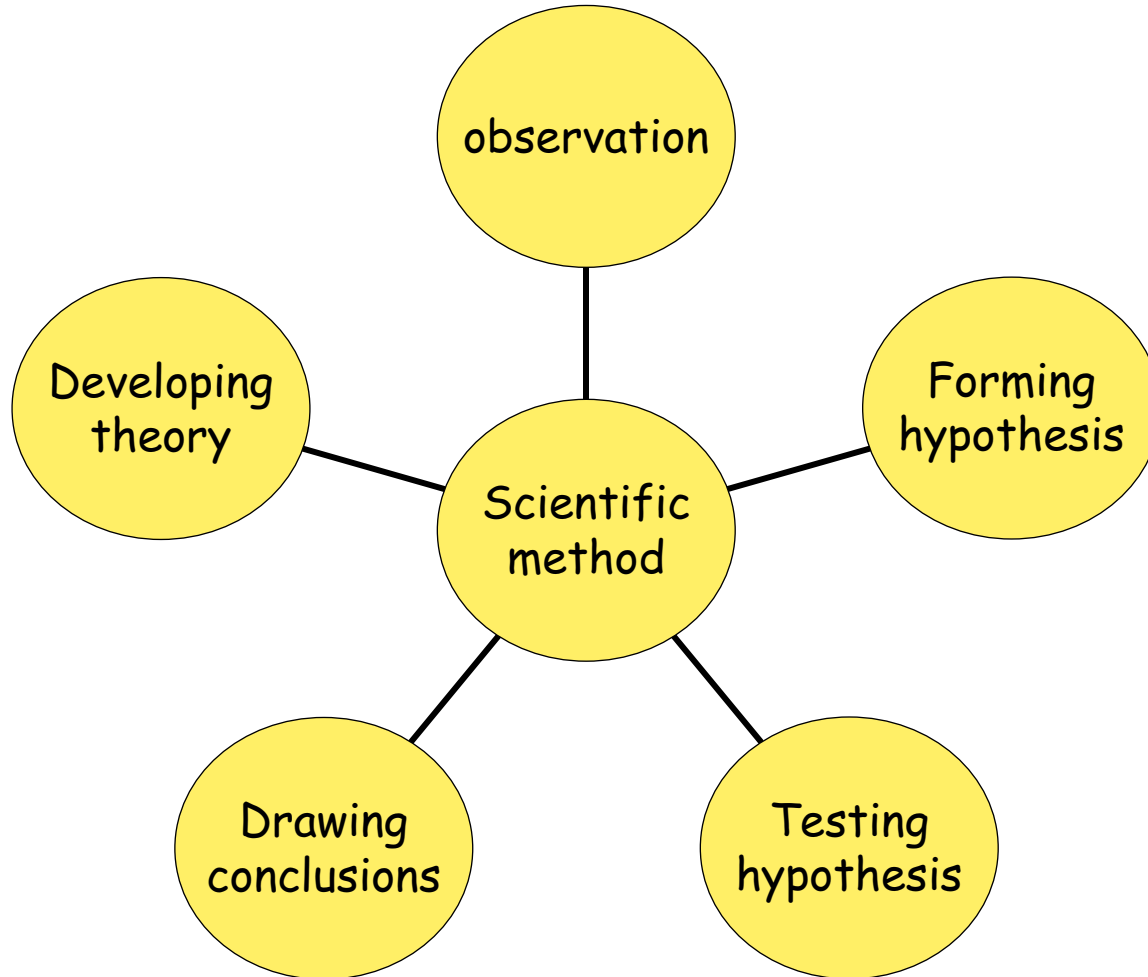 observation
Developing
theory
Forming
hypothesis
Scientific
method
Drawing
conclusions
Testing
hypothesis